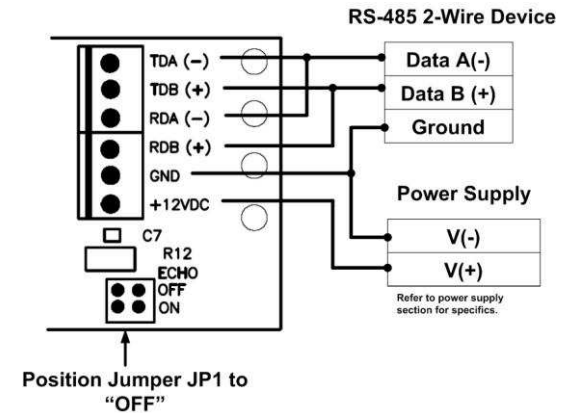 RS-485 2-Wire Device
TDA (-)
TDB (+)
RDA (-)
RDB (+)
GND
+12VDC
Data A(-)
Data B (+)
Ground
Power Supply
V(-)
V(+)
Refer to power supply
section for specifics.
C7
R12
ECHO
OFF
ON
Position Jumper JP1 to
“OFF”